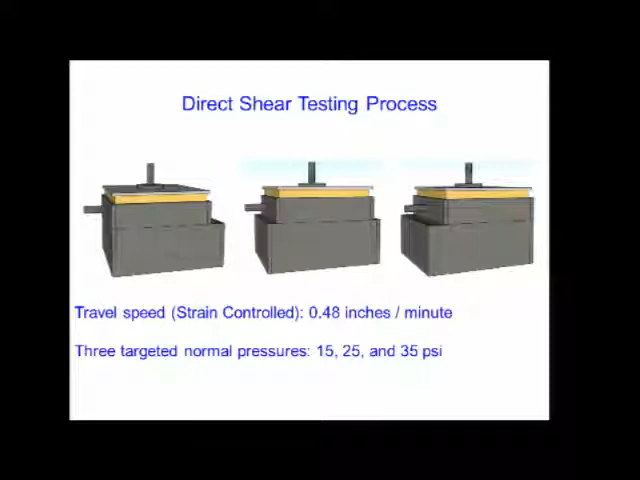 Direct Shear Testing Process
Travel speed (Strain Controlled): 0.48 inches / minute
Three targeted normal pressures: 15, 25, and 35 psi